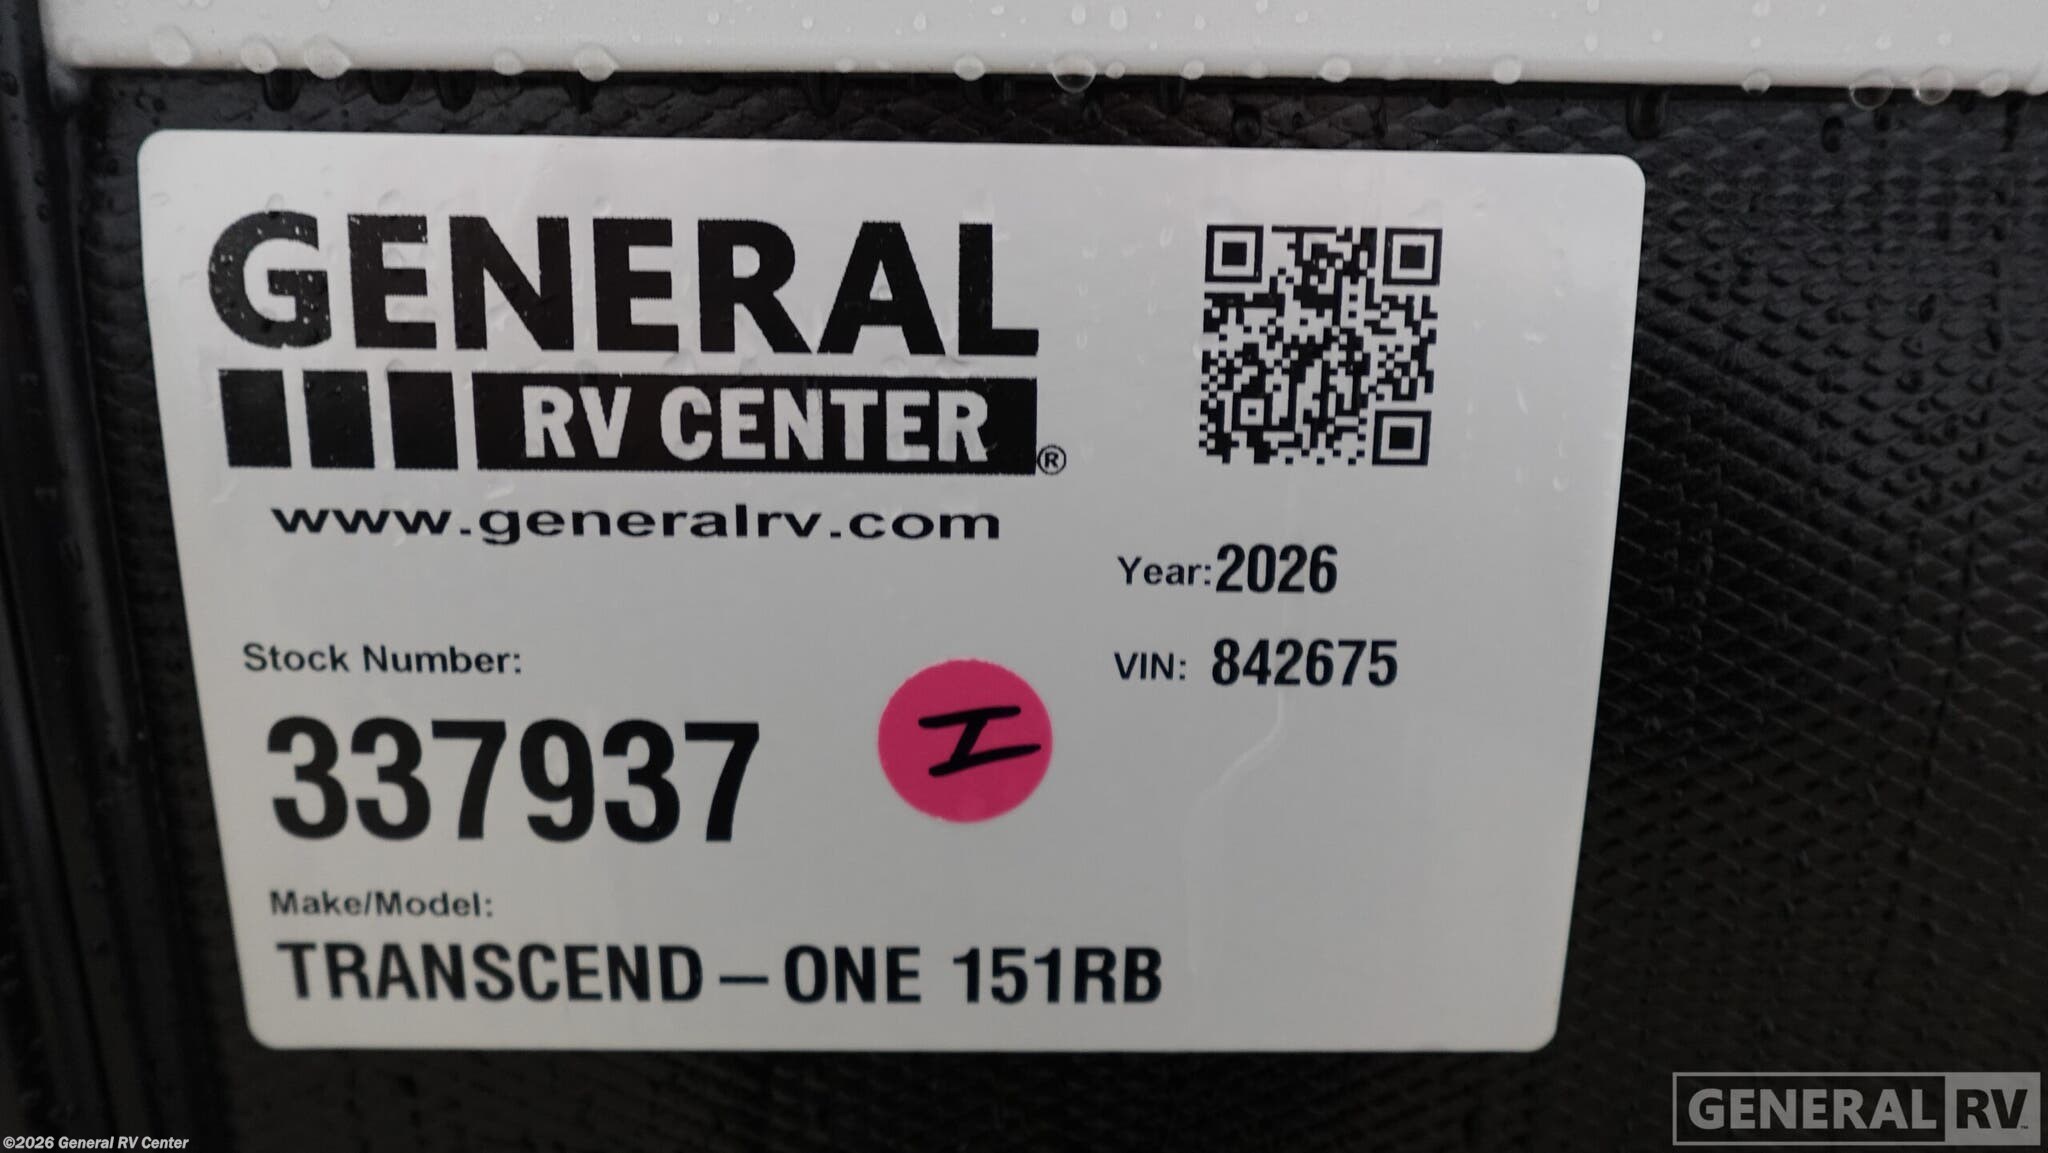 GENERAL
RV CENTER®
www.generalrv.com
Year: 2026
VIN: 842675
Stock Number:
337937
I
Make/Model:
TRANSCEND – ONE 151RB
GENERAL RV™
©2026 General RV Center